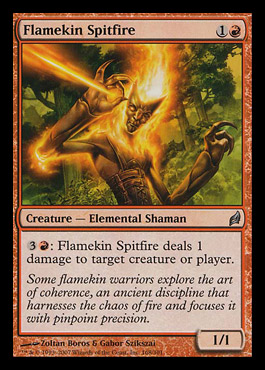 Flamekin Spitfire 1
Creature — Elemental Shaman
3: Flamekin Spitfire deals 1
damage to target creature or player.
Some flamekin warriors explore the art
of coherence, an ancient discipline that
harnesses the chaos of fire and focuses it
with pinpoint precision.
1/1
Zoltan Boros & Gabor Szikszai